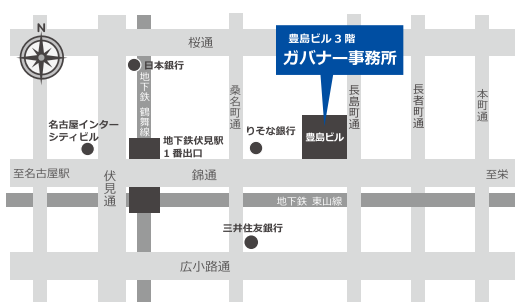 N
桜通
豊島ビル3階
ガバナー事務所
日本銀行
地下鉄 鶴舞線
桑名町通
長島町通
長者町通
本町通
名古屋インター
シティビル
地下鉄伏見駅
1番出口
りそな銀行
豊島ビル
至名古屋駅
伏見通
錦通
至栄
地下鉄 東山線
三井住友銀行
広小路通